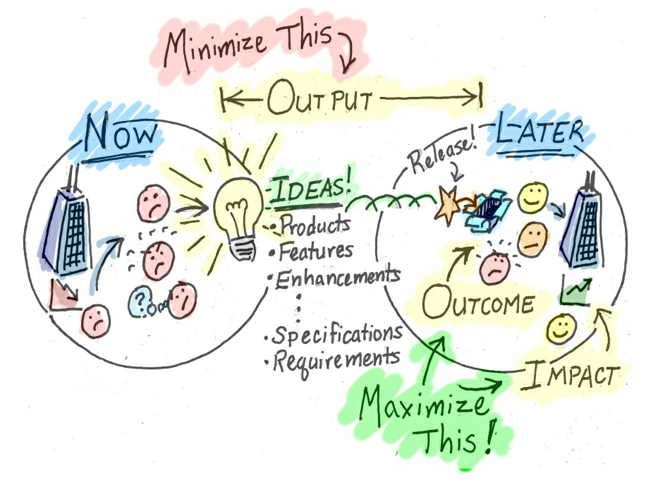 Minimize This
OUTPUT
NOW
LATER
Release!
IDEAS!
• Products
• Features
• Enhancements
• Specifications
• Requirements
?
OUTCOME
IMPACT
Maximize
This!